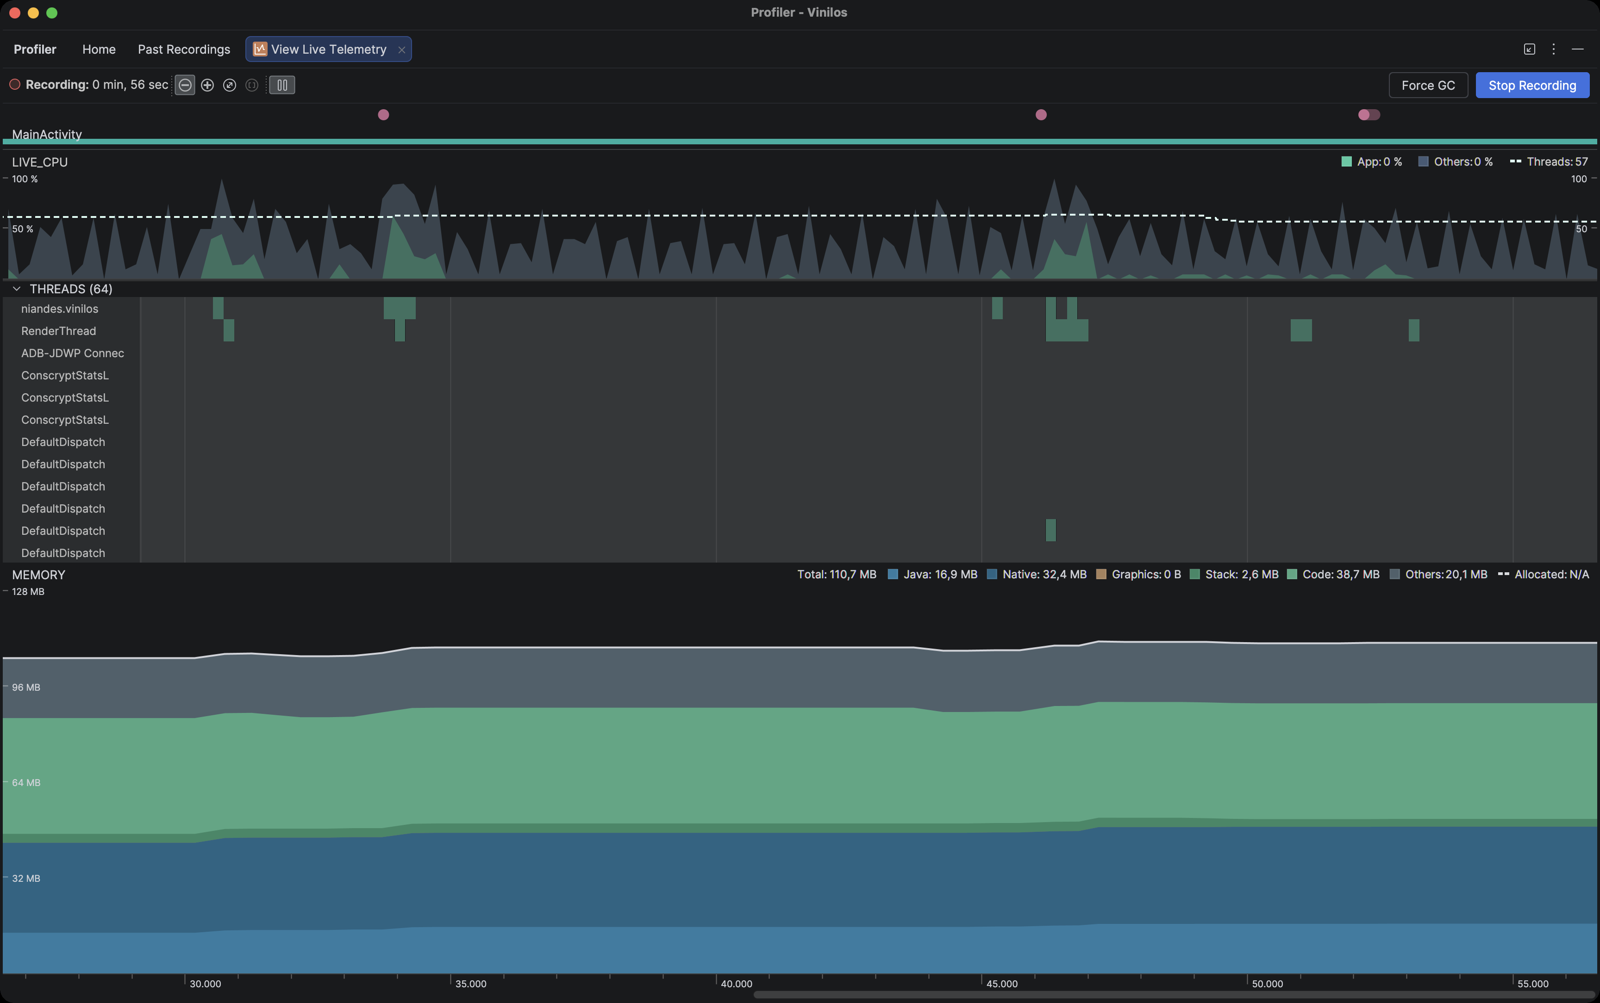 Profiler - Vinilos
Profiler Home Past Recordings View Live Telemetry
Recording: 0 min, 56 sec Force GC Stop Recording
MainActivity
LIVE_CPU App: 0 % Others: 0 % Threads: 57
100 % 100
50 % 50
THREADS (64)
niandes.vinilos
RenderThread
ADB-JDWP Connec
ConscryptStatsL
ConscryptStatsL
ConscryptStatsL
DefaultDispatch
DefaultDispatch
DefaultDispatch
DefaultDispatch
DefaultDispatch
DefaultDispatch
MEMORY Total: 110,7 MB Java: 16,9 MB Native: 32,4 MB Graphics: 0 B Stack: 2,6 MB Code: 38,7 MB Others: 20,1 MB Allocated: N/A
128 MB
96 MB
64 MB
32 MB
30.000 35.000 40.000 45.000 50.000 55.000